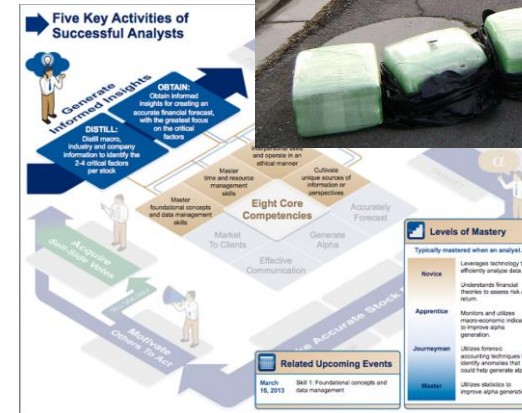 Five Key Activities of
Successful Analysts
Generate
Informed Insights
OBTAIN:
Obtain informed
insights for creating an
accurate financial forecast,
with the greatest focus
on the critical
factors
DISTILL:
Distill macro,
industry and company
information to identify the
2-4 critical factors
per stock
and operate in an
ethical manner
Master
time and resource
management
skills
Cultivate
unique sources of
information or
perspectives
Master
foundational concepts
and data management
skills
Eight Core
Competencies
Accurately
Forecast
Market
To Clients
Generate
Alpha
Effective
Communication
Acquire
Sell-Side Votes
Motivate
Others To Act
Accurate Stock
Levels of Mastery
Typically mastered when an analyst
Novice
Leverages technology
efficiently analyze data
Understands financial
theories to assess risk
return.
Apprentice
Monitors and utilizes
macro-economic
to improve alpha
generation.
Journeyman
Utilizes forensic
accounting techniques
identify anomalies that
could help generate
Master
Utilizes statistics to
improve alpha
Related Upcoming Events
March
16, 2013
Skill 1: Foundational concepts and
data management